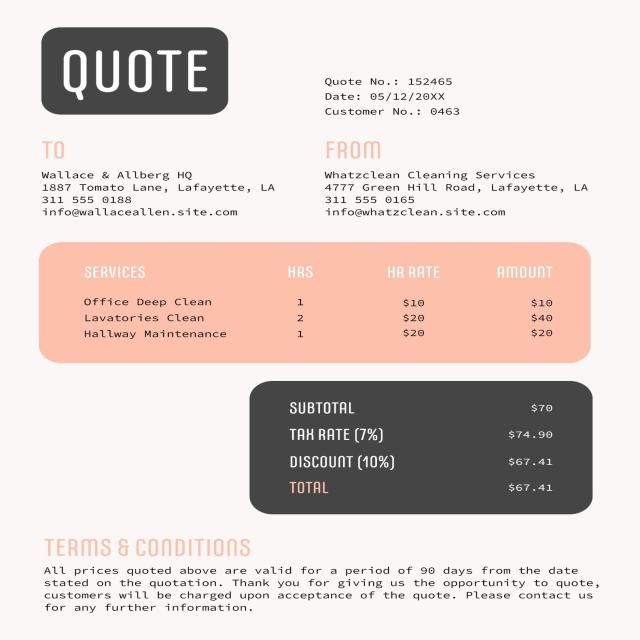 QUOTE
Quote No.: 152465
Date: 05/12/20XX
Customer No.: 0463
TO
Wallace & Allberg HQ
1887 Tomato Lane, Lafayette, LA
311 555 0188
info@wallaceallen.site.com
FROM
Whatzclean Cleaning Services
4777 Green Hill Road, Lafayette, LA
311 555 0165
info@whatzclean.site.com
SERVICES HRS HR RATE AMOUNT
Office Deep Clean 1 $10 $10
Lavatories Clean 2 $20 $40
Hallway Maintenance 1 $20 $20
SUBTOTAL $70
TAX RATE (7%) $74.90
DISCOUNT (10%) $67.41
TOTAL $67.41
TERMS & CONDITIONS
All prices quoted above are valid for a period of 90 days from the date
stated on the quotation. Thank you for giving us the opportunity to quote,
customers will be charged upon acceptance of the quote. Please contact us
for any further information.